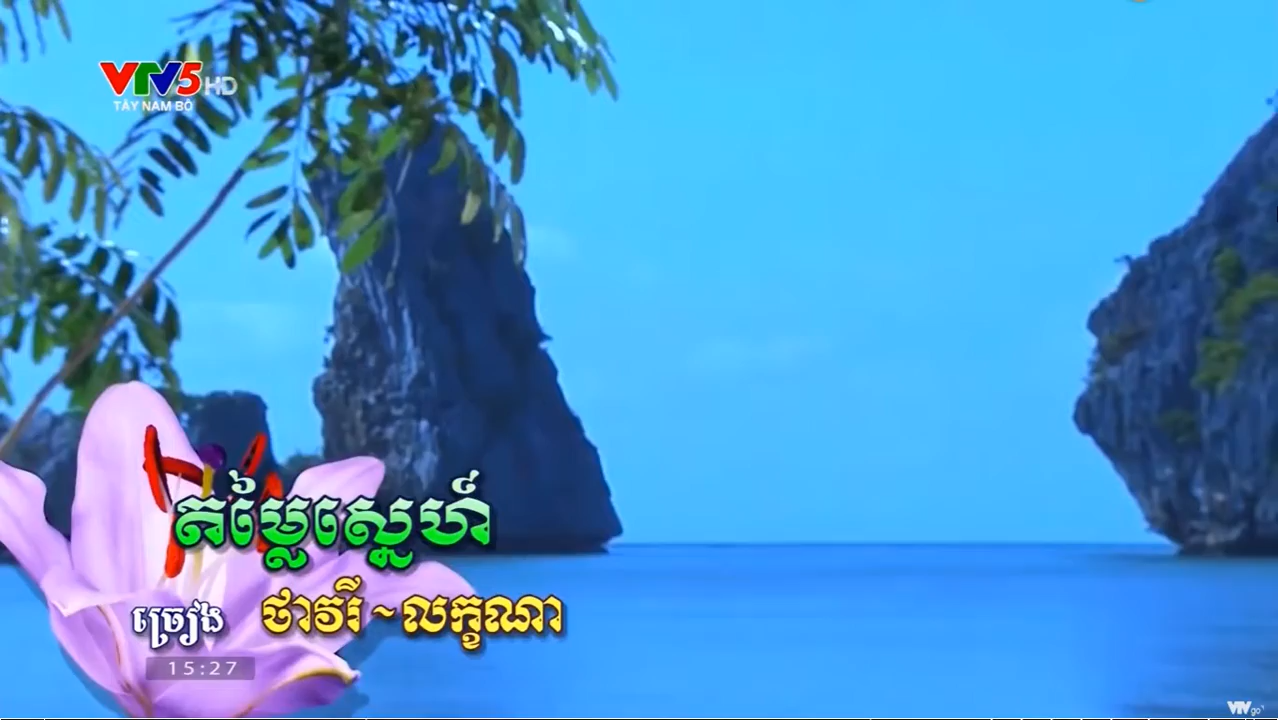 VTV5 HD
TÂY NAM BỘ
តម្លៃស្នេហ៍
ច្រៀង ថាវរី ~ លក្ខណា
15:27
VTVgo